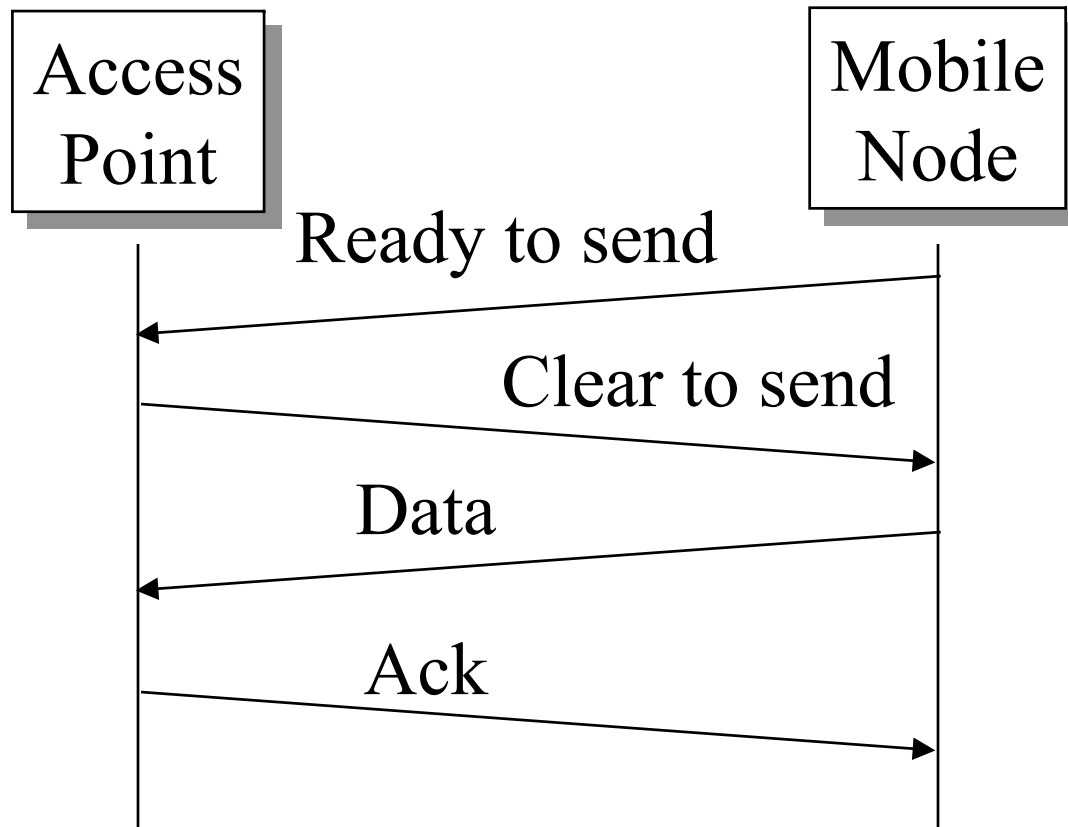 Access
Point
Mobile
Node
Ready to send
Clear to send
Data
Ack